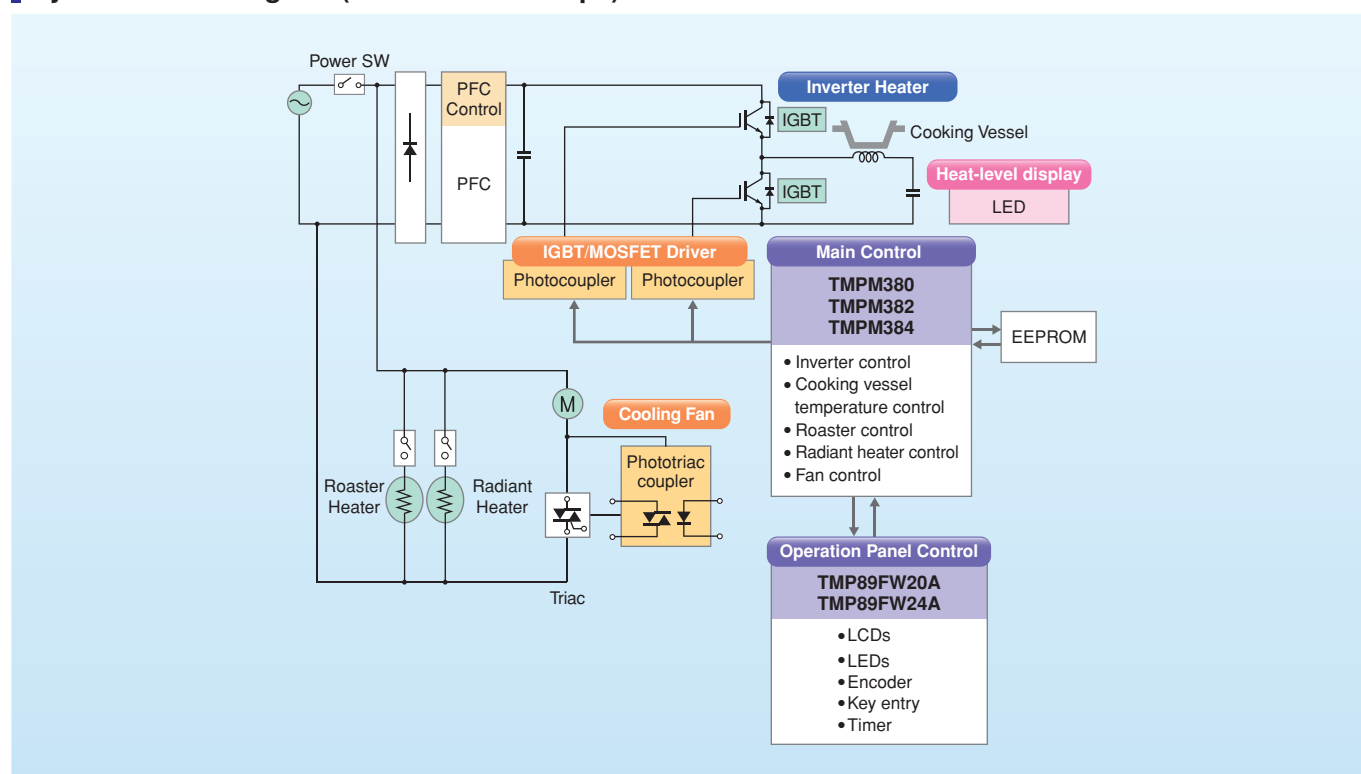 Power SW
PFC
Control
PFC
Inverter Heater
IGBT
Cooking Vessel
IGBT
Heat-level display
LED
IGBT/MOSFET Driver
Photocoupler
Photocoupler
Main Control
TMPM380
TMPM382
TMPM384
• Inverter control
• Cooking vessel
temperature control
• Roaster control
• Radiant heater control
• Fan control
EEPROM
M
Cooling Fan
Phototriac
coupler
Roaster
Heater
Radiant
Heater
Triac
Operation Panel Control
TMP89FW20A
TMP89FW24A
• LCDs
• LEDs
• Encoder
• Key entry
• Timer